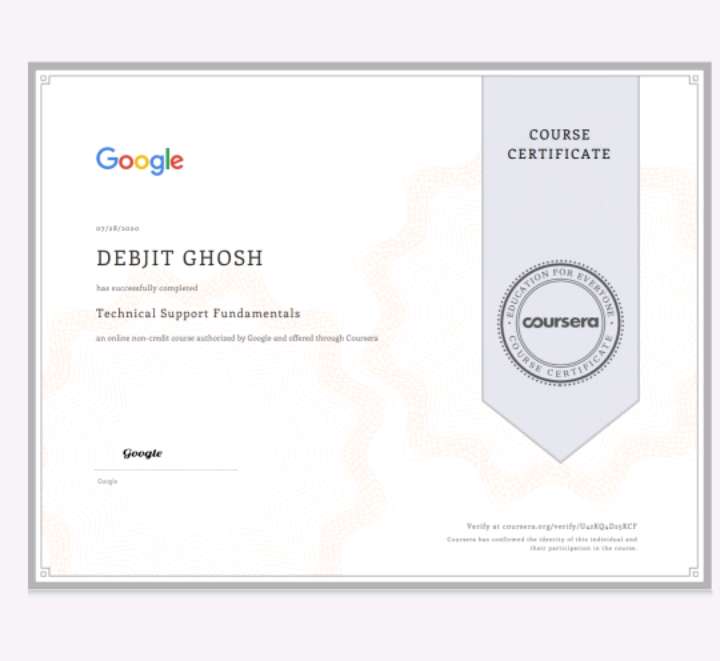 Google
07/28/2020
DEBJIT GHOSH
has successfully completed
Technical Support Fundamentals
an online non-credit course authorized by Google and offered through Coursera
Google
Google
COURSE
CERTIFICATE
EDUCATION FOR EVERYONE
coursera
COURSE CERTIFICATE
Verify at coursera.org/verify/
Coursera has confirmed the identity of this individual and
their participation in the course.